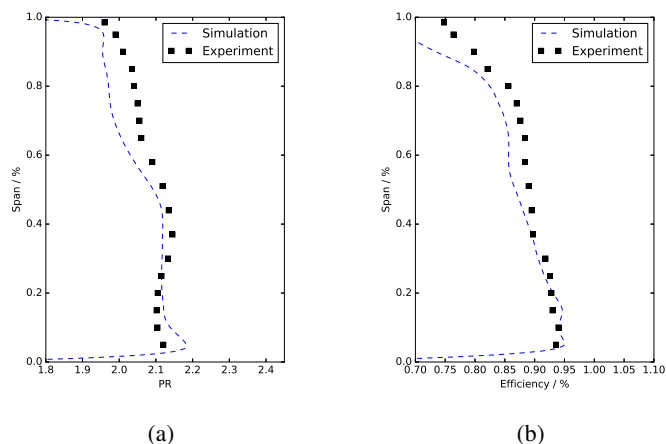 1.0
0.8
0.6
0.4
0.2
0.0
Span / %
1.8 1.9 2.0 2.1 2.2 2.3 2.4
PR
Simulation
Experiment
(a)
1.0
0.8
0.6
0.4
0.2
0.0
Span / %
0.70 0.75 0.80 0.85 0.90 0.95 1.00 1.05 1.10
Efficiency / %
Simulation
Experiment
(b)